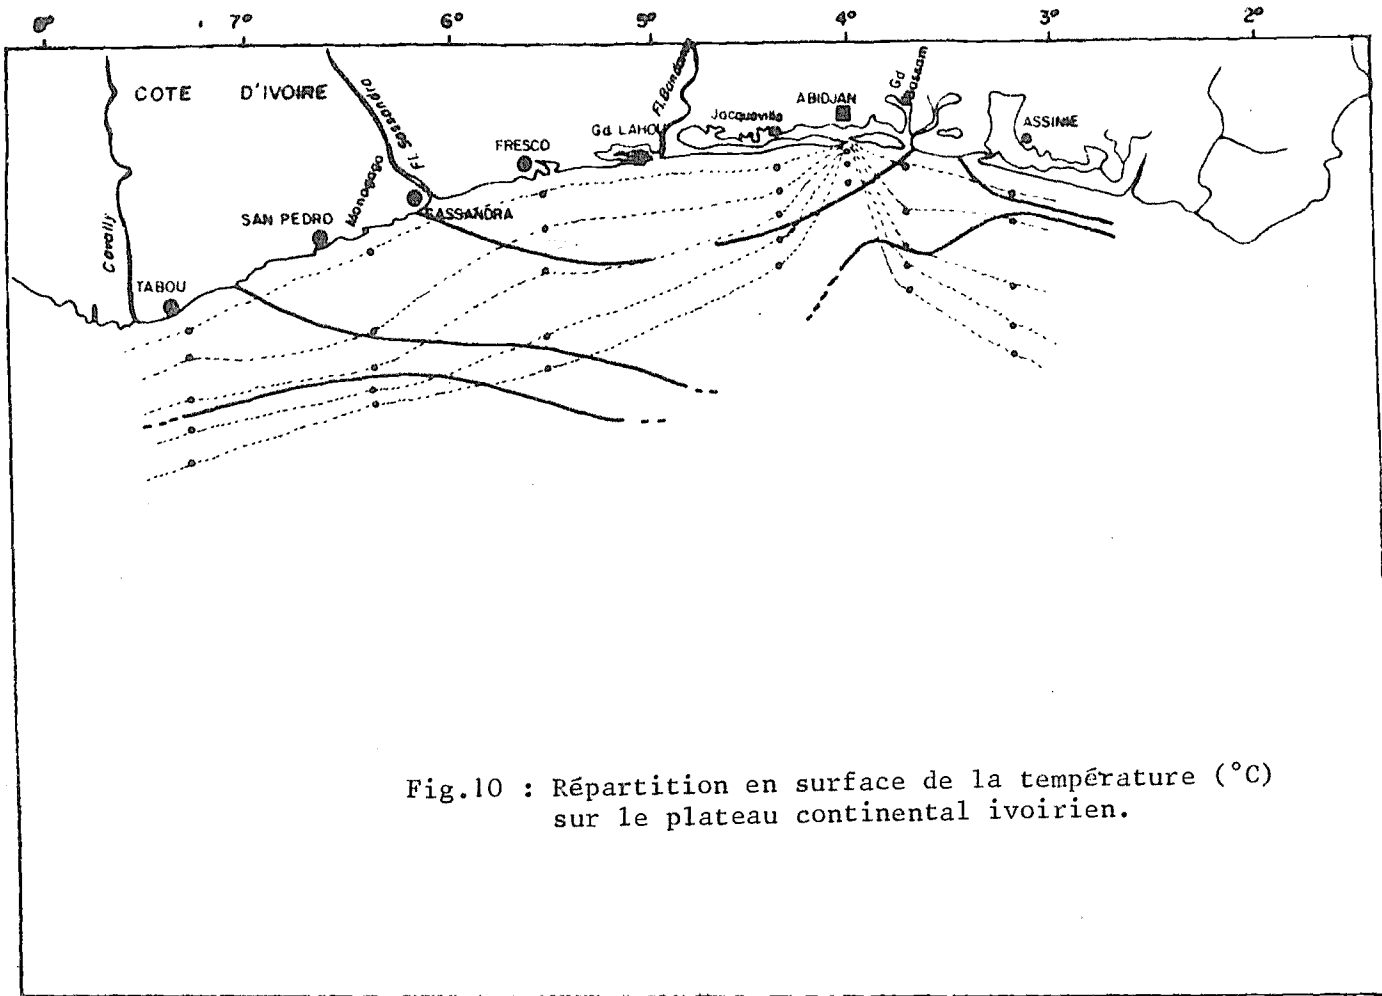 8° 7° 6° 5° 4° 3° 2°
COTE D'IVOIRE
Cavally
TABOU
SAN PEDRO
Monogaga
Fl. Sassandra
SASSANDRA
FRESCO
Gd LAHOU
Fl. Bandama
Jacqueville
ABIDJAN
Gd Bassam
ASSINIE
Fig.10 : Répartition en surface de la température (°C)
sur le plateau continental ivoirien.